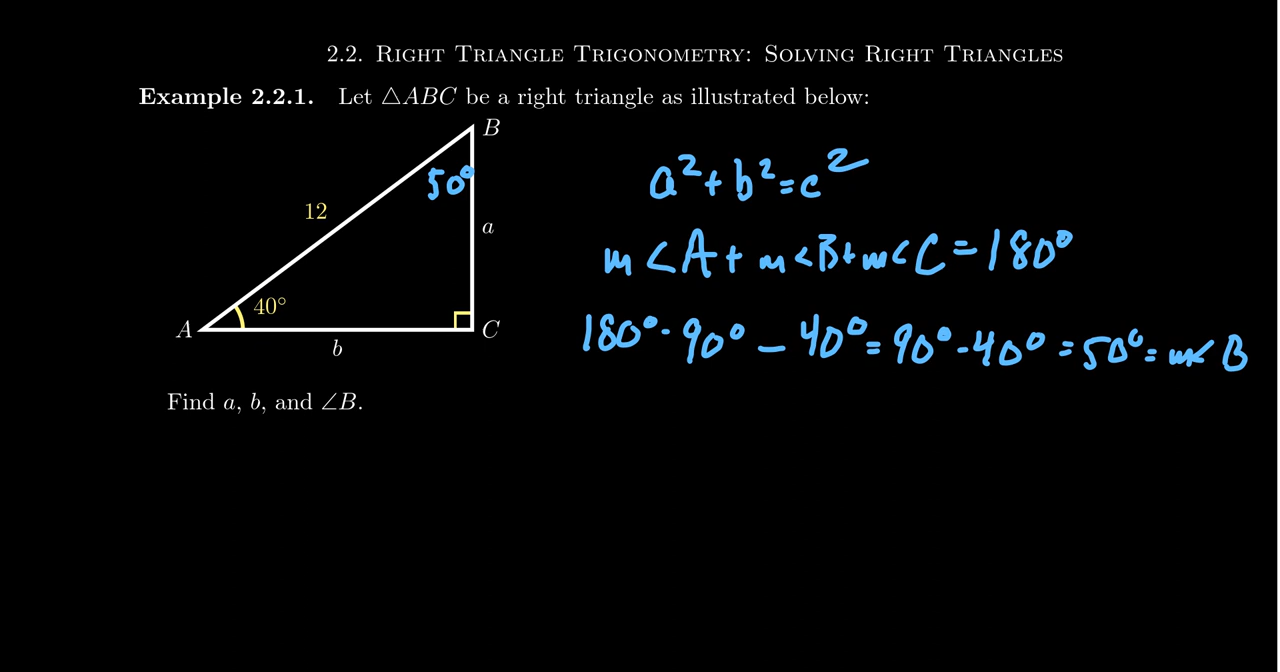 2.2. RIGHT TRIANGLE TRIGONOMETRY: SOLVING RIGHT TRIANGLES
Example 2.2.1. Let △ABC be a right triangle as illustrated below:
B
50°
12
a
40°
A
C
b
a² + b² = c²
m<A + m<B + m<C = 180°
180° - 90° - 40° = 90° - 40° = 50° = m<B
Find a, b, and ∠B.